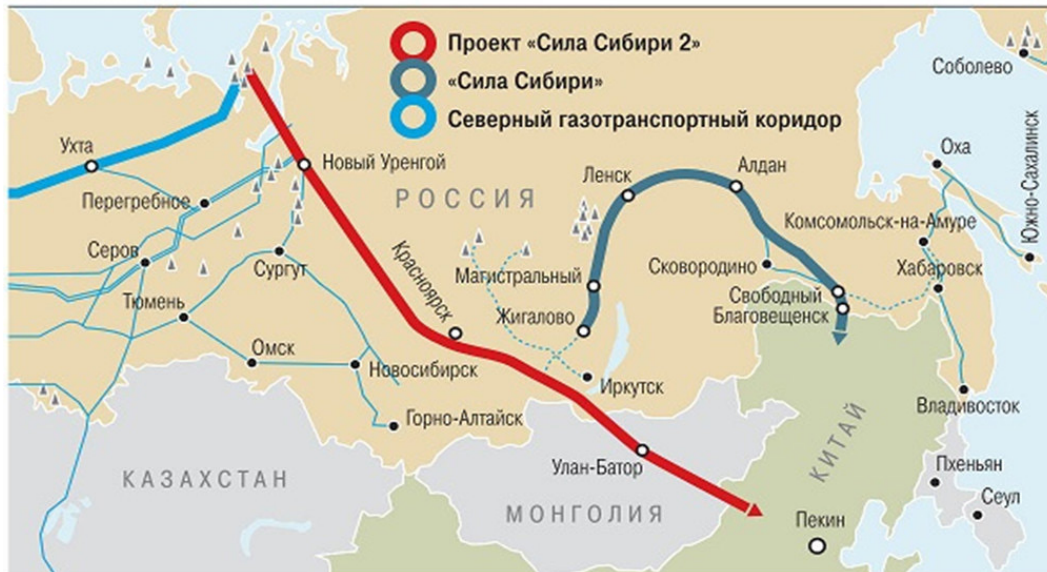 Проект «Сила Сибири 2»
«Сила Сибири»
Северный газотранспортный коридор
Соболево
Ухта
Новый Уренгой
Ленск
Алдан
Оха
Южно-Сахалинск
Перегребное
РОССИЯ
Комсомольск-на-Амуре
Серов
Сургут
Красноярск
Магистральный
Сковородино
Хабаровск
Тюмень
Жигалово
Свободный
Благовещенск
Омск
Новосибирск
Иркутск
Владивосток
Горно-Алтайск
КАЗАХСТАН
Улан-Батор
МОНГОЛИЯ
КИТАЙ
Пхеньян
Сеул
Пекин